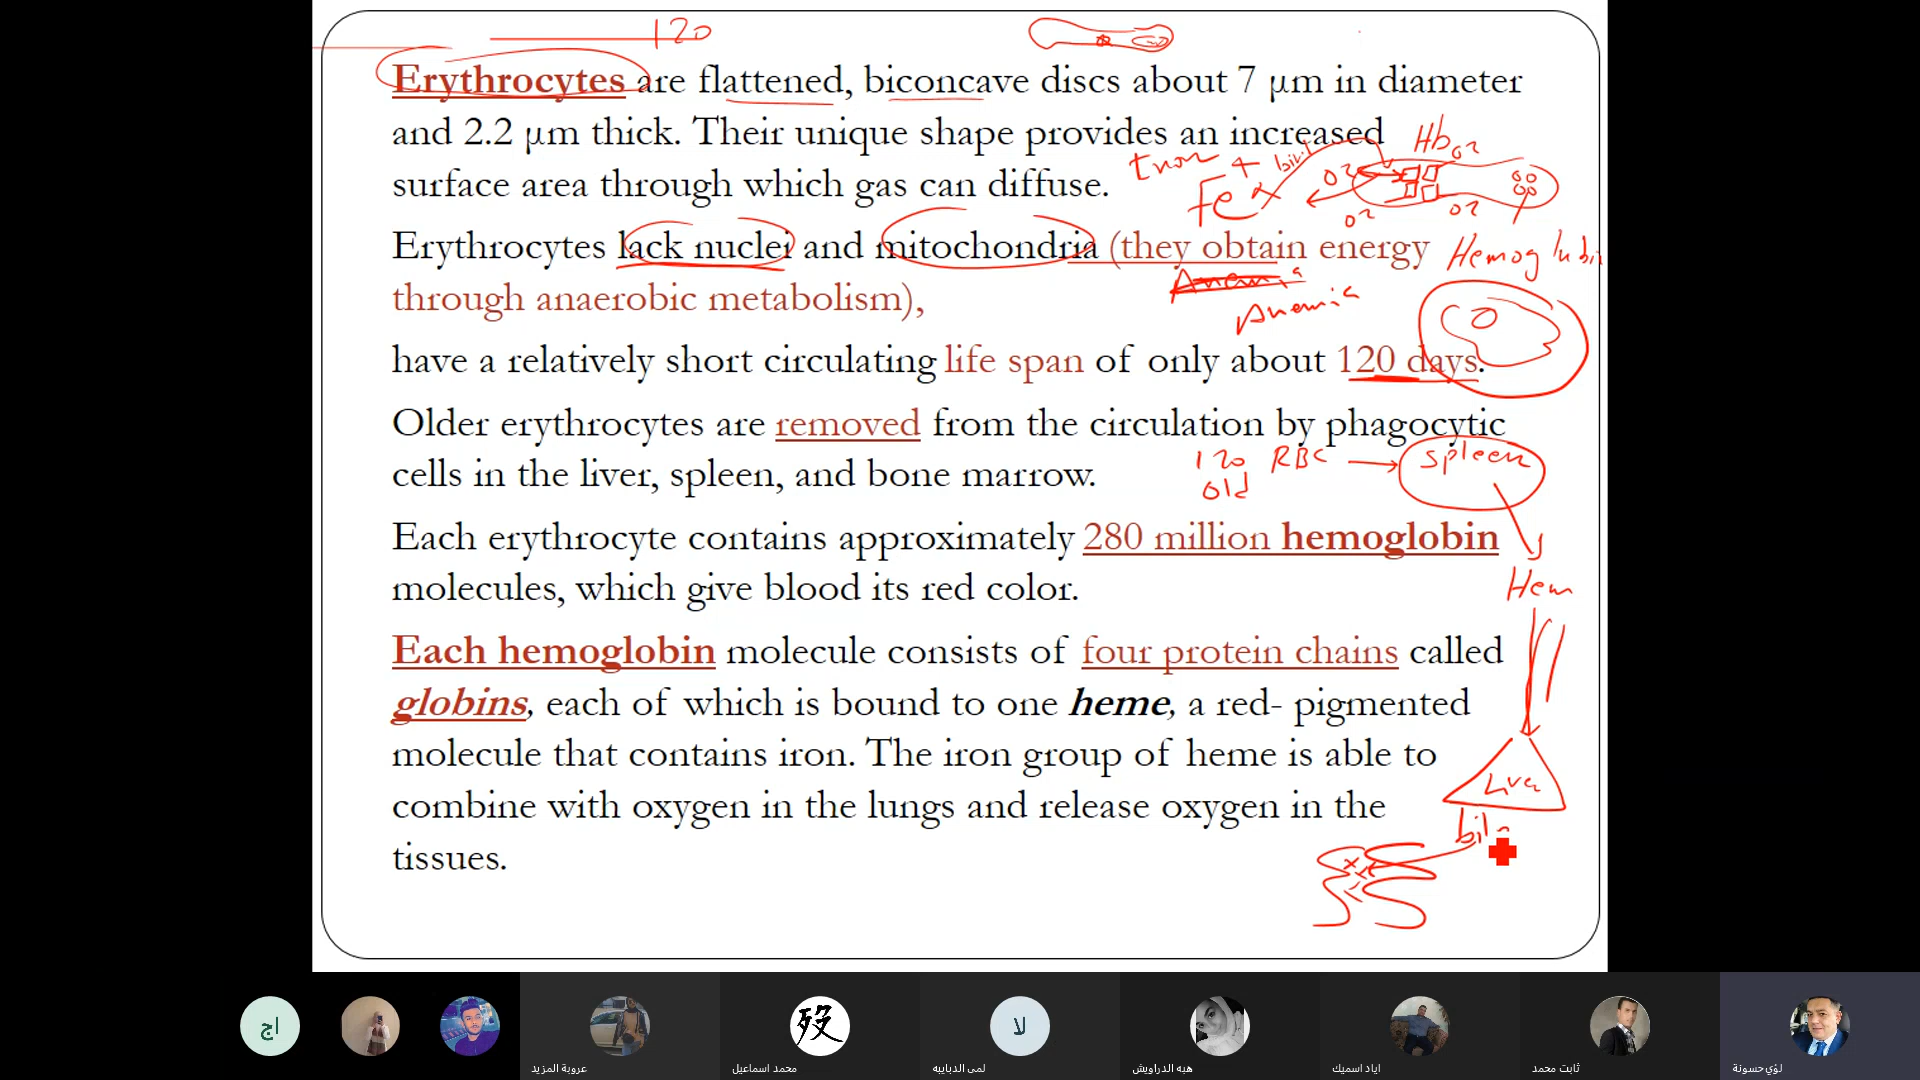 120
Erythrocytes are flattened, biconcave discs about 7 µm in diameter
and 2.2 µm thick. Their unique shape provides an increased
surface area through which gas can diffuse.
Iron +
Fe
Hb
O2
O2
O2
O2
Erythrocytes lack nuclei and mitochondria (they obtain energy
through anaerobic metabolism),
Anemia
Anemia
have a relatively short circulating life span of only about 120 days.
Older erythrocytes are removed from the circulation by phagocytic
cells in the liver, spleen, and bone marrow.
120 RBC → spleen
old
Each erythrocyte contains approximately 280 million hemoglobin
molecules, which give blood its red color.
Hem
Each hemoglobin molecule consists of four protein chains called
globins, each of which is bound to one heme, a red- pigmented
molecule that contains iron. The iron group of heme is able to
combine with oxygen in the lungs and release oxygen in the
tissues.
Liver
اج
歿
لا
عروبة المزيد
محمد اسماعيل
لمى الدبايبه
هبه الدراويش
اياد اسميك
ثابت محمد
لؤي حسونة